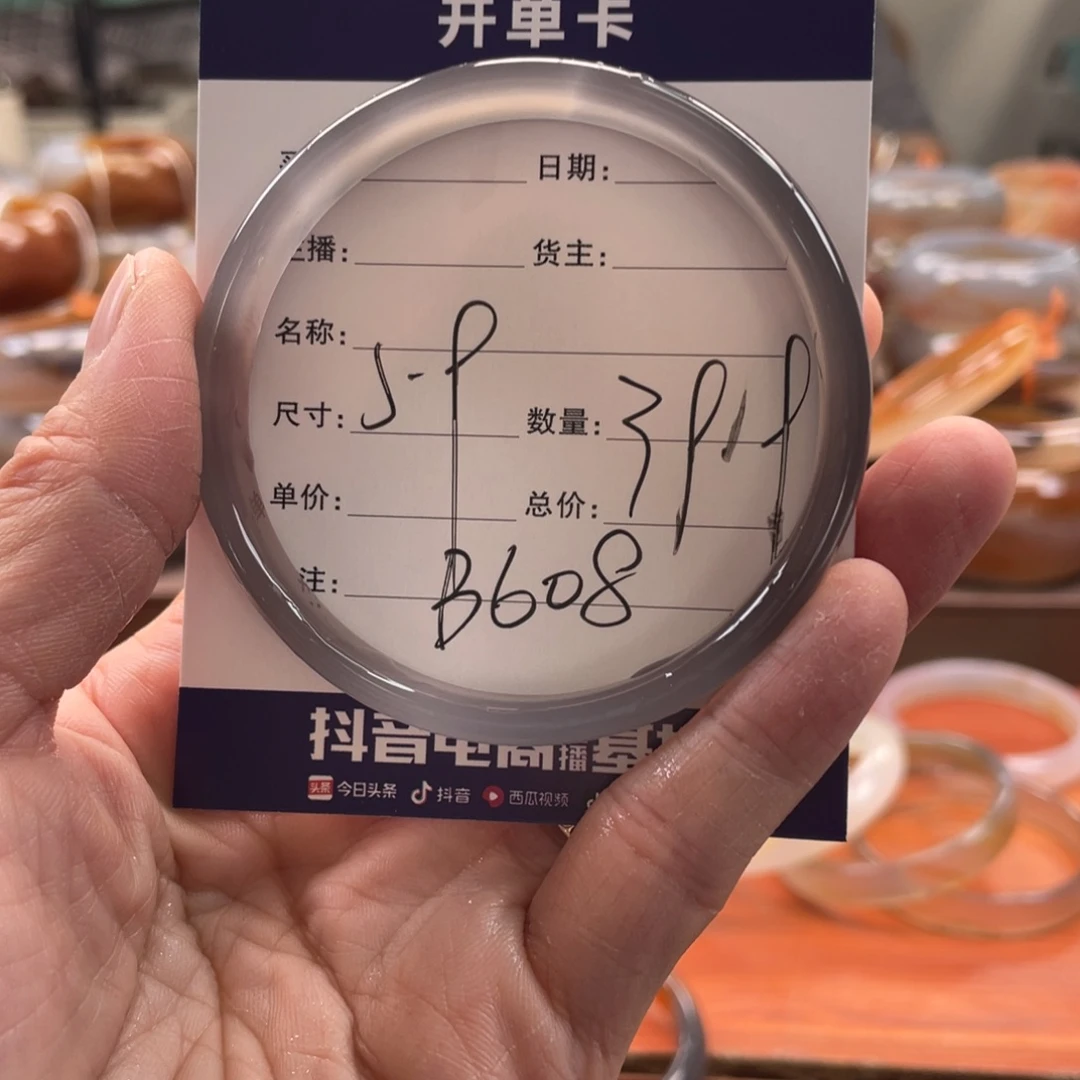 开单卡
日期:
主播: 货主:
名称:
尺寸: 数量:
单价: 总价:
注:
B608
抖音电商播基
今日头条 抖音 西瓜视频